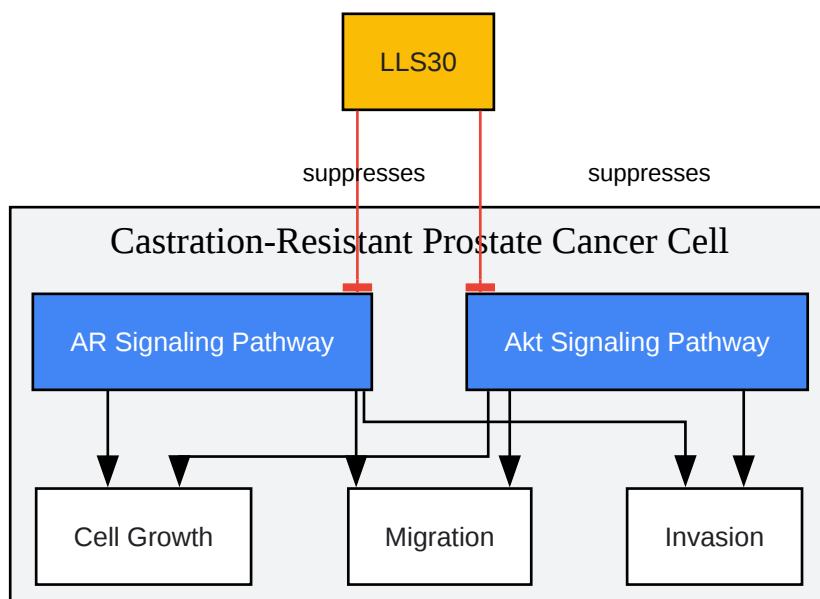 LLS30
suppresses suppresses
Castration-Resistant Prostate Cancer Cell
AR Signaling Pathway Akt Signaling Pathway
Cell Growth Migration Invasion